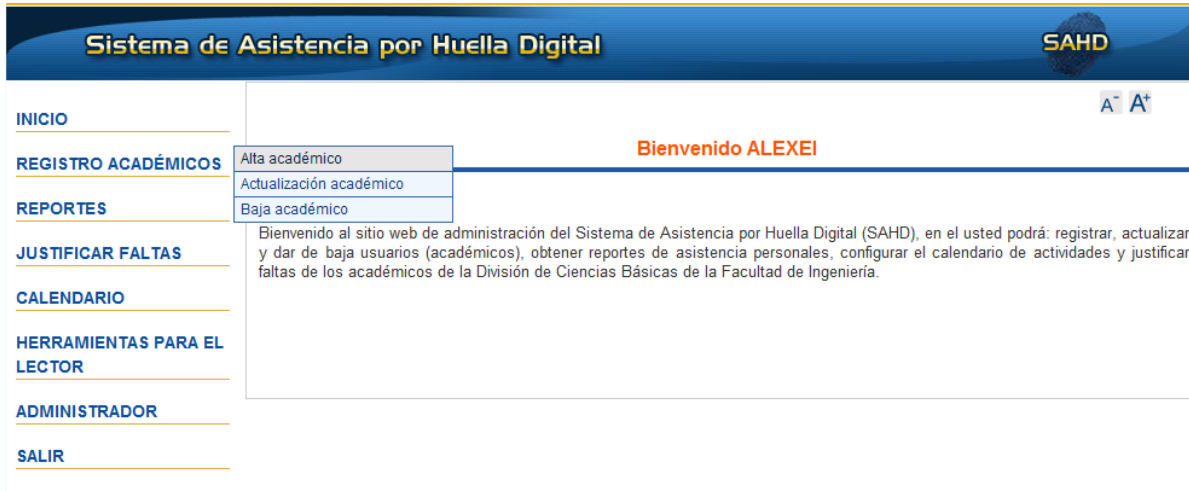 Sistema de Asistencia por Huella Digital
SAHD
A- A+
INICIO
Bienvenido ALEXEI
REGISTRO ACADÉMICOS
Alta académico
Actualización académico
Baja académico
REPORTES
JUSTIFICAR FALTAS
CALENDARIO
HERRAMIENTAS PARA EL
LECTOR
ADMINISTRADOR
SALIR
Bienvenido al sitio web de administración del Sistema de Asistencia por Huella Digital (SAHD), en el usted podrá: registrar, actualizar
y dar de baja usuarios (académicos), obtener reportes de asistencia personales, configurar el calendario de actividades y justificar
faltas de los académicos de la División de Ciencias Básicas de la Facultad de Ingeniería.